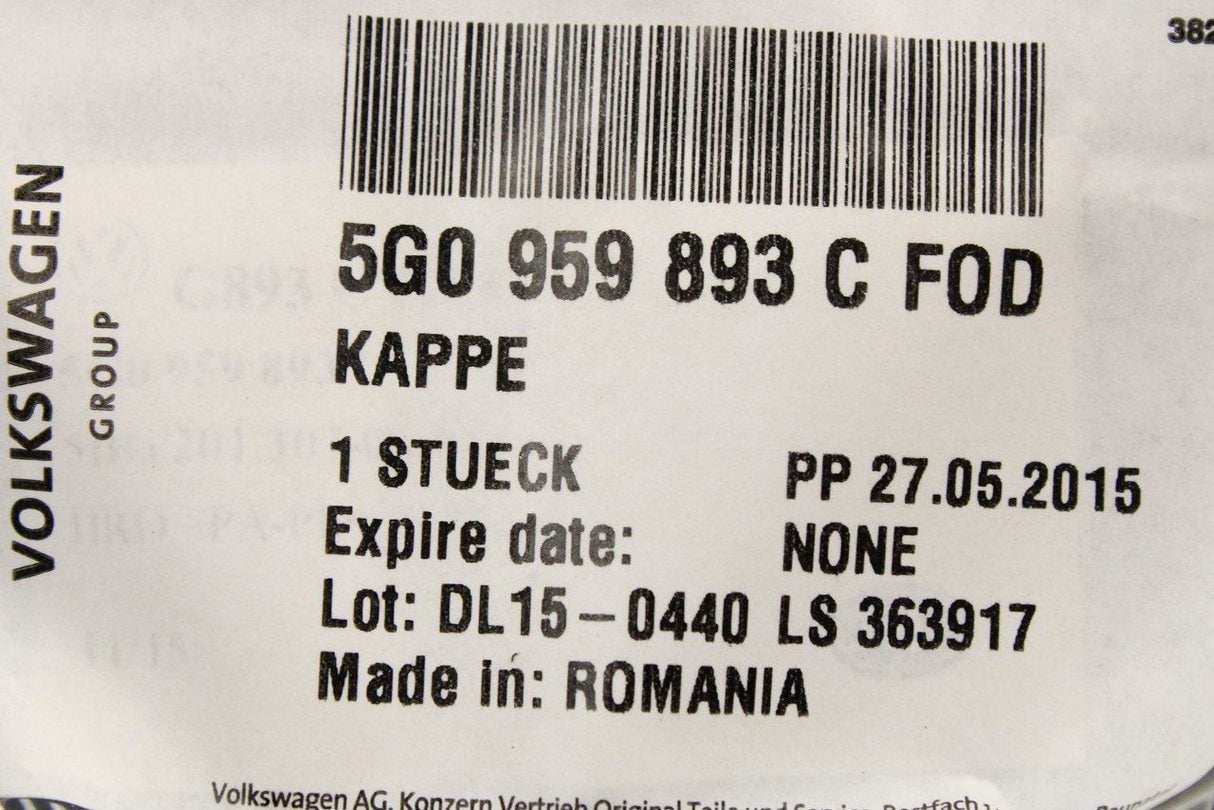 382
5G0 959 893 C FOD
KAPPE
1 STUECK PP 27.05.2015
Expire date: NONE
Lot: DL15-0440 LS 363917
Made in: ROMANIA
VOLKSWAGEN
GROUP
Volkswagen AG, Konzern Vertrieb Original Teile und Service, Postfach